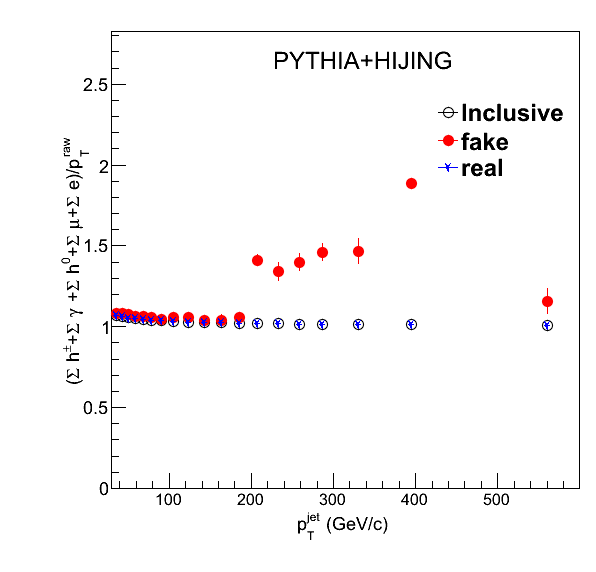 PYTHIA+HIJING
Inclusive
fake
real
(Σ h±+Σ γ +Σ h0+Σ μ+Σ e)/pTraw
2.5
2
1.5
1
0.5
0
100
200
300
400
500
pTjet (GeV/c)